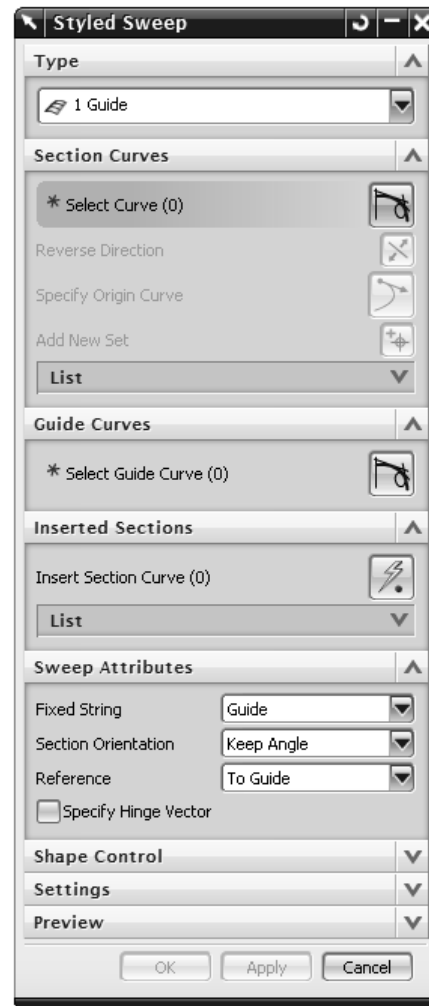 Styled Sweep
Type
1 Guide
Section Curves
* Select Curve (0)
Reverse Direction
Specify Origin Curve
Add New Set
List
Guide Curves
* Select Guide Curve (0)
Inserted Sections
Insert Section Curve (0)
List
Sweep Attributes
Fixed String Guide
Section Orientation Keep Angle
Reference To Guide
Specify Hinge Vector
Shape Control
Settings
Preview
OK Apply Cancel